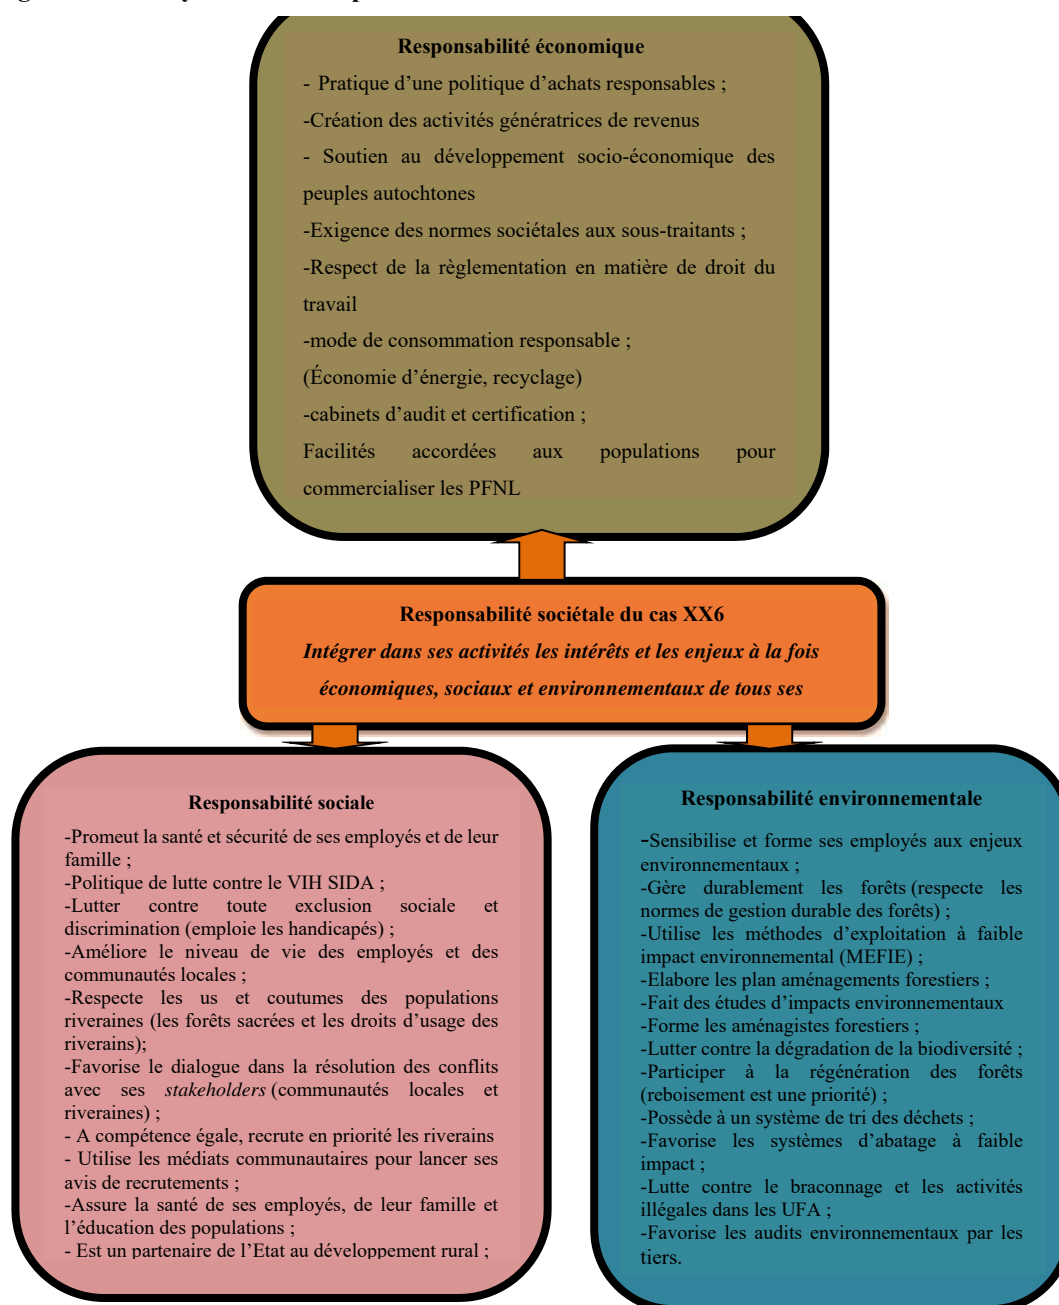 Responsabilité économique
- Pratique d’une politique d’achats responsables ;
-Création des activités génératrices de revenus
- Soutien au développement socio-économique des
peuples autochtones
-Exigence des normes sociétales aux sous-traitants ;
-Respect de la règlementation en matière de droit du
travail
-mode de consommation responsable ;
(Économie d’énergie, recyclage)
-cabinets d’audit et certification ;
Facilités accordées aux populations pour
commercialiser les PFNL
Responsabilité sociétale du cas XX6
Intégrer dans ses activités les intérêts et les enjeux à la fois
économiques, sociaux et environnementaux de tous ses
Responsabilité sociale
-Promeut la santé et sécurité de ses employés et de leur
famille ;
-Politique de lutte contre le VIH SIDA ;
-Lutter contre toute exclusion sociale et
discrimination (emploie les handicapés) ;
-Améliore le niveau de vie des employés et des
communautés locales ;
-Respecte les us et coutumes des populations
riveraines (les forêts sacrées et les droits d’usage des
riverains);
-Favorise le dialogue dans la résolution des conflits
avec ses stakeholders (communautés locales et
riveraines) ;
- A compétence égale, recrute en priorité les riverains
- Utilise les médiats communautaires pour lancer ses
avis de recrutements ;
-Assure la santé de ses employés, de leur famille et
l’éducation des populations ;
- Est un partenaire de l’Etat au développement rural ;
Responsabilité environnementale
-Sensibilise et forme ses employés aux enjeux
environnementaux ;
-Gère durablement les forêts (respecte les
normes de gestion durable des forêts) ;
-Utilise les méthodes d’exploitation à faible
impact environnemental (MEFIE) ;
-Elabore les plan aménagements forestiers ;
-Fait des études d’impacts environnementaux
-Forme les aménagistes forestiers ;
-Lutter contre la dégradation de la biodiversité ;
-Participer à la régénération des forêts
(reboisement est une priorité) ;
-Possède à un système de tri des déchets ;
-Favorise les systèmes d’abatage à faible
impact ;
-Lutte contre le braconnage et les activités
illégales dans les UFA ;
-Favorise les audits environnementaux par les
tiers.